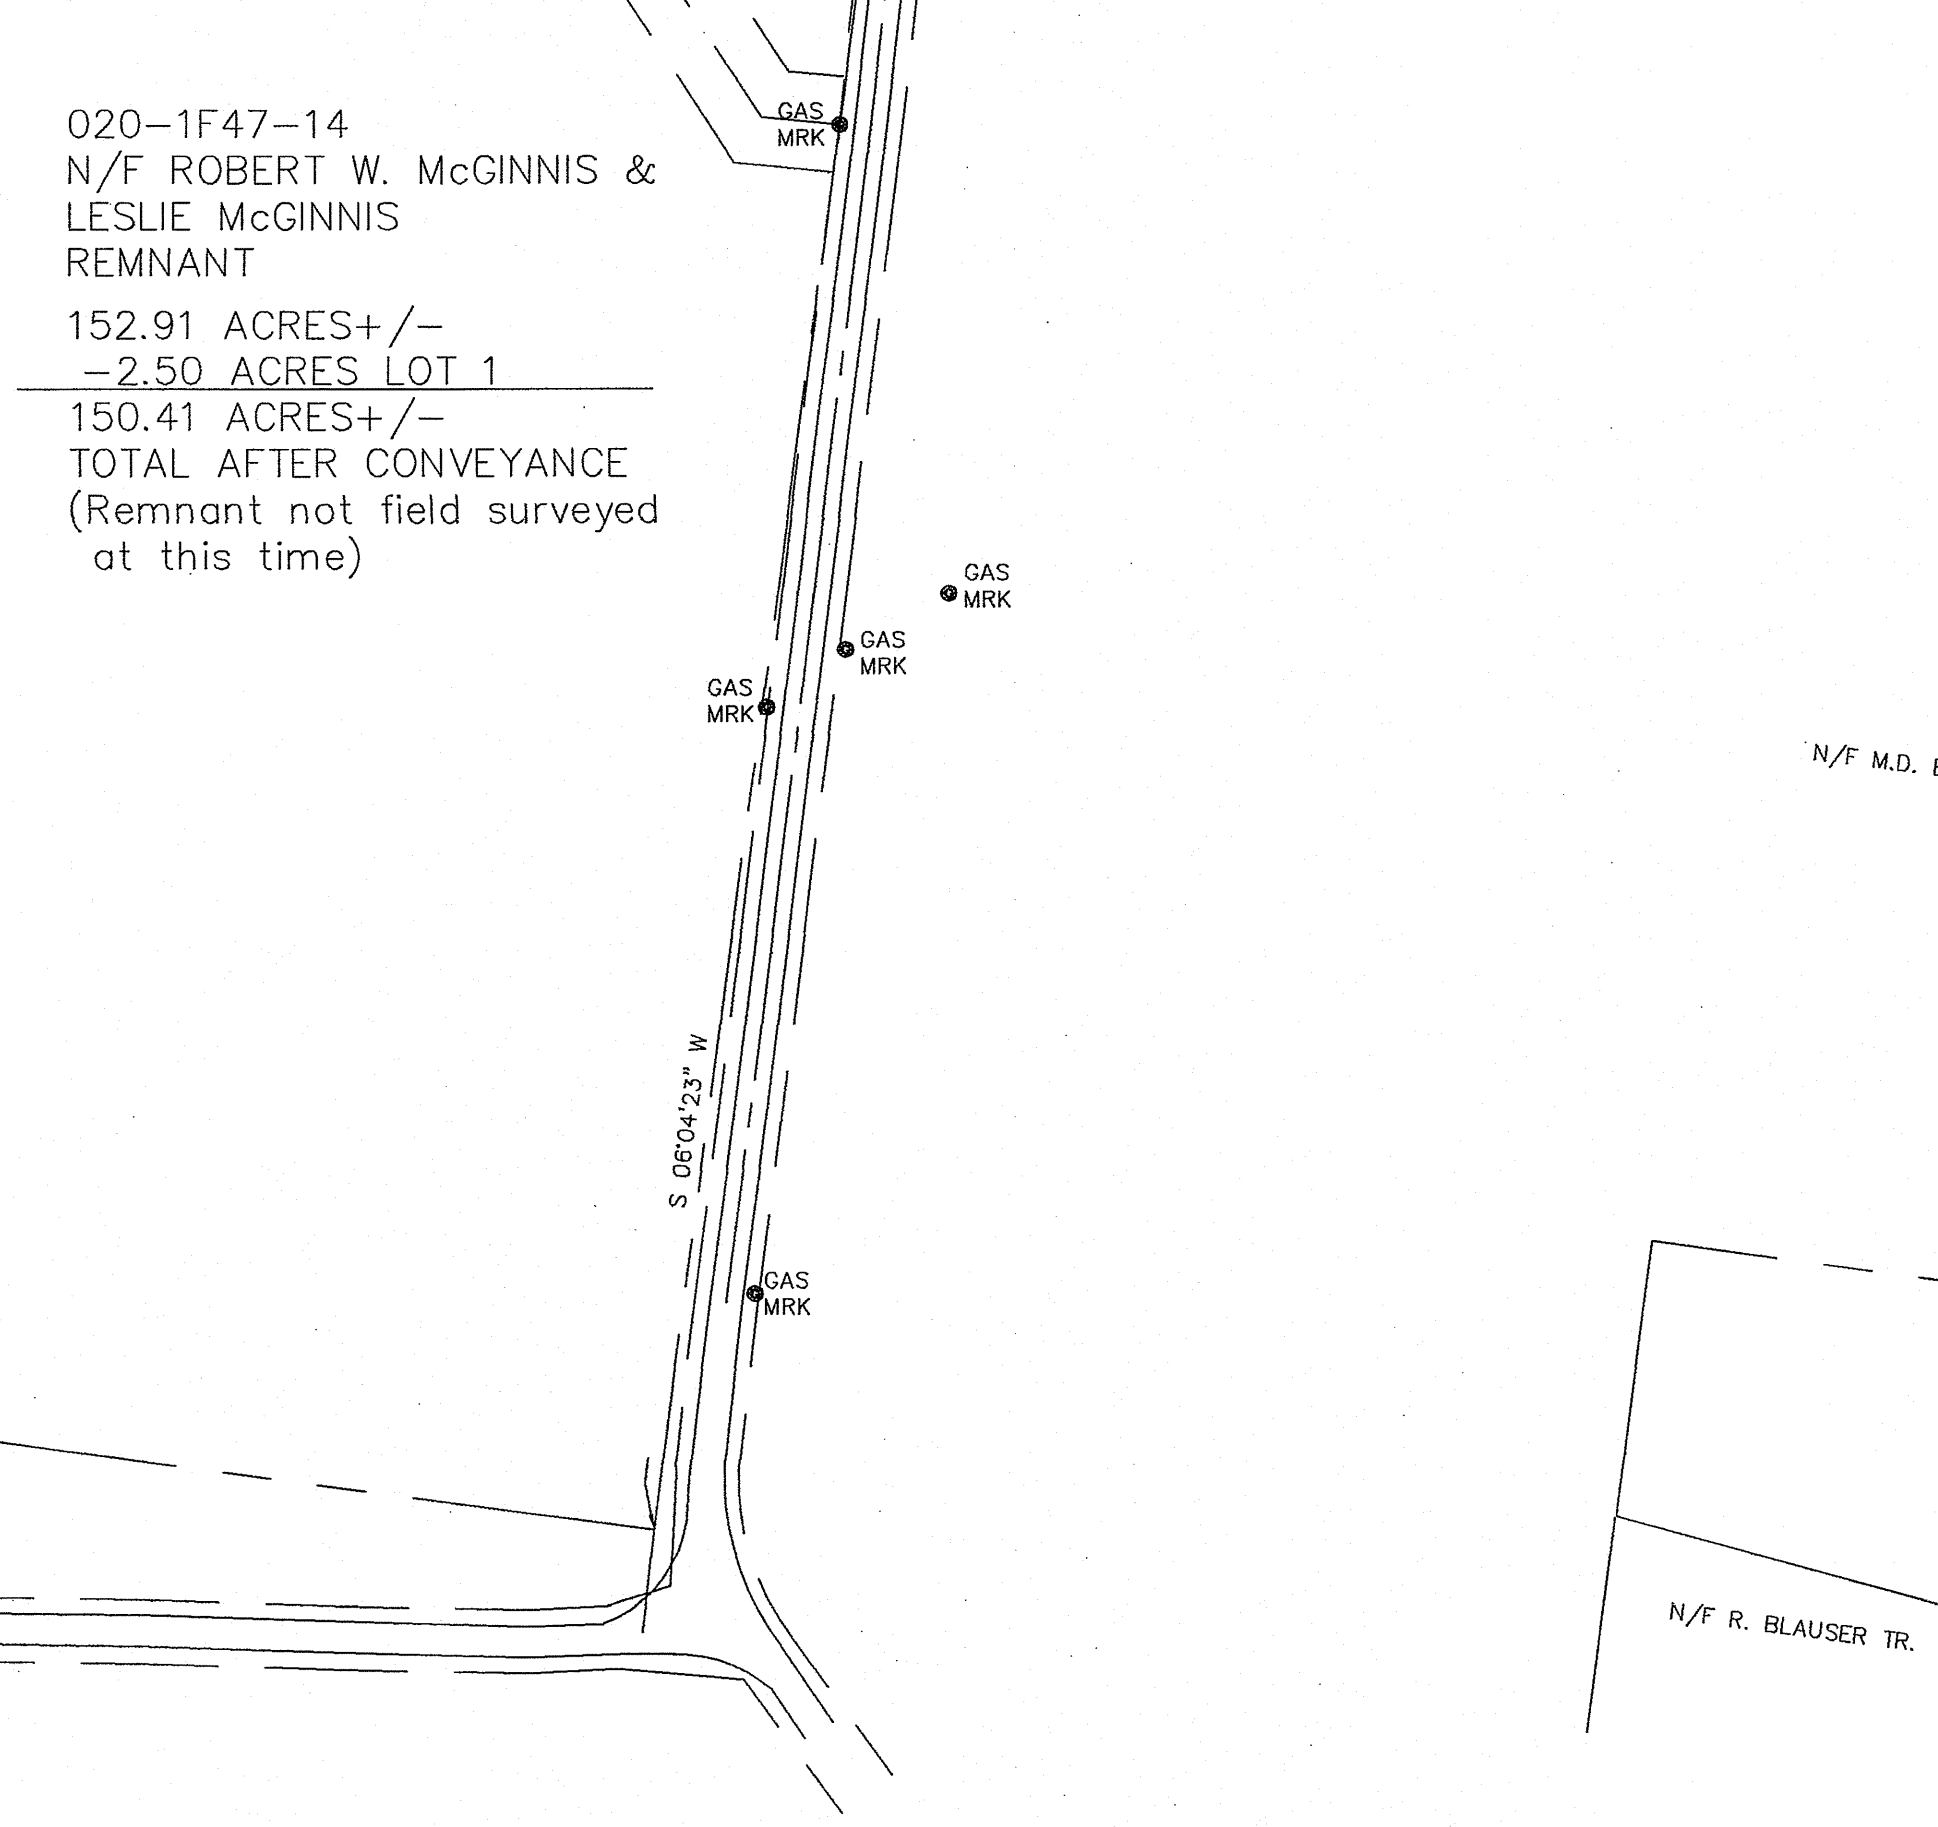 020-1F47-14
N/F ROBERT W. McGINNIS &
LESLIE McGINNIS
REMNANT
152.91 ACRES+/-
-2.50 ACRES LOT 1
150.41 ACRES+/-
TOTAL AFTER CONVEYANCE
(Remnant not field surveyed
at this time)
GAS
MRK
GAS
MRK
GAS
MRK
GAS
MRK
N/F M.D.
S 06°04'23" W
GAS
MRK
N/F R. BLAUSER TR.